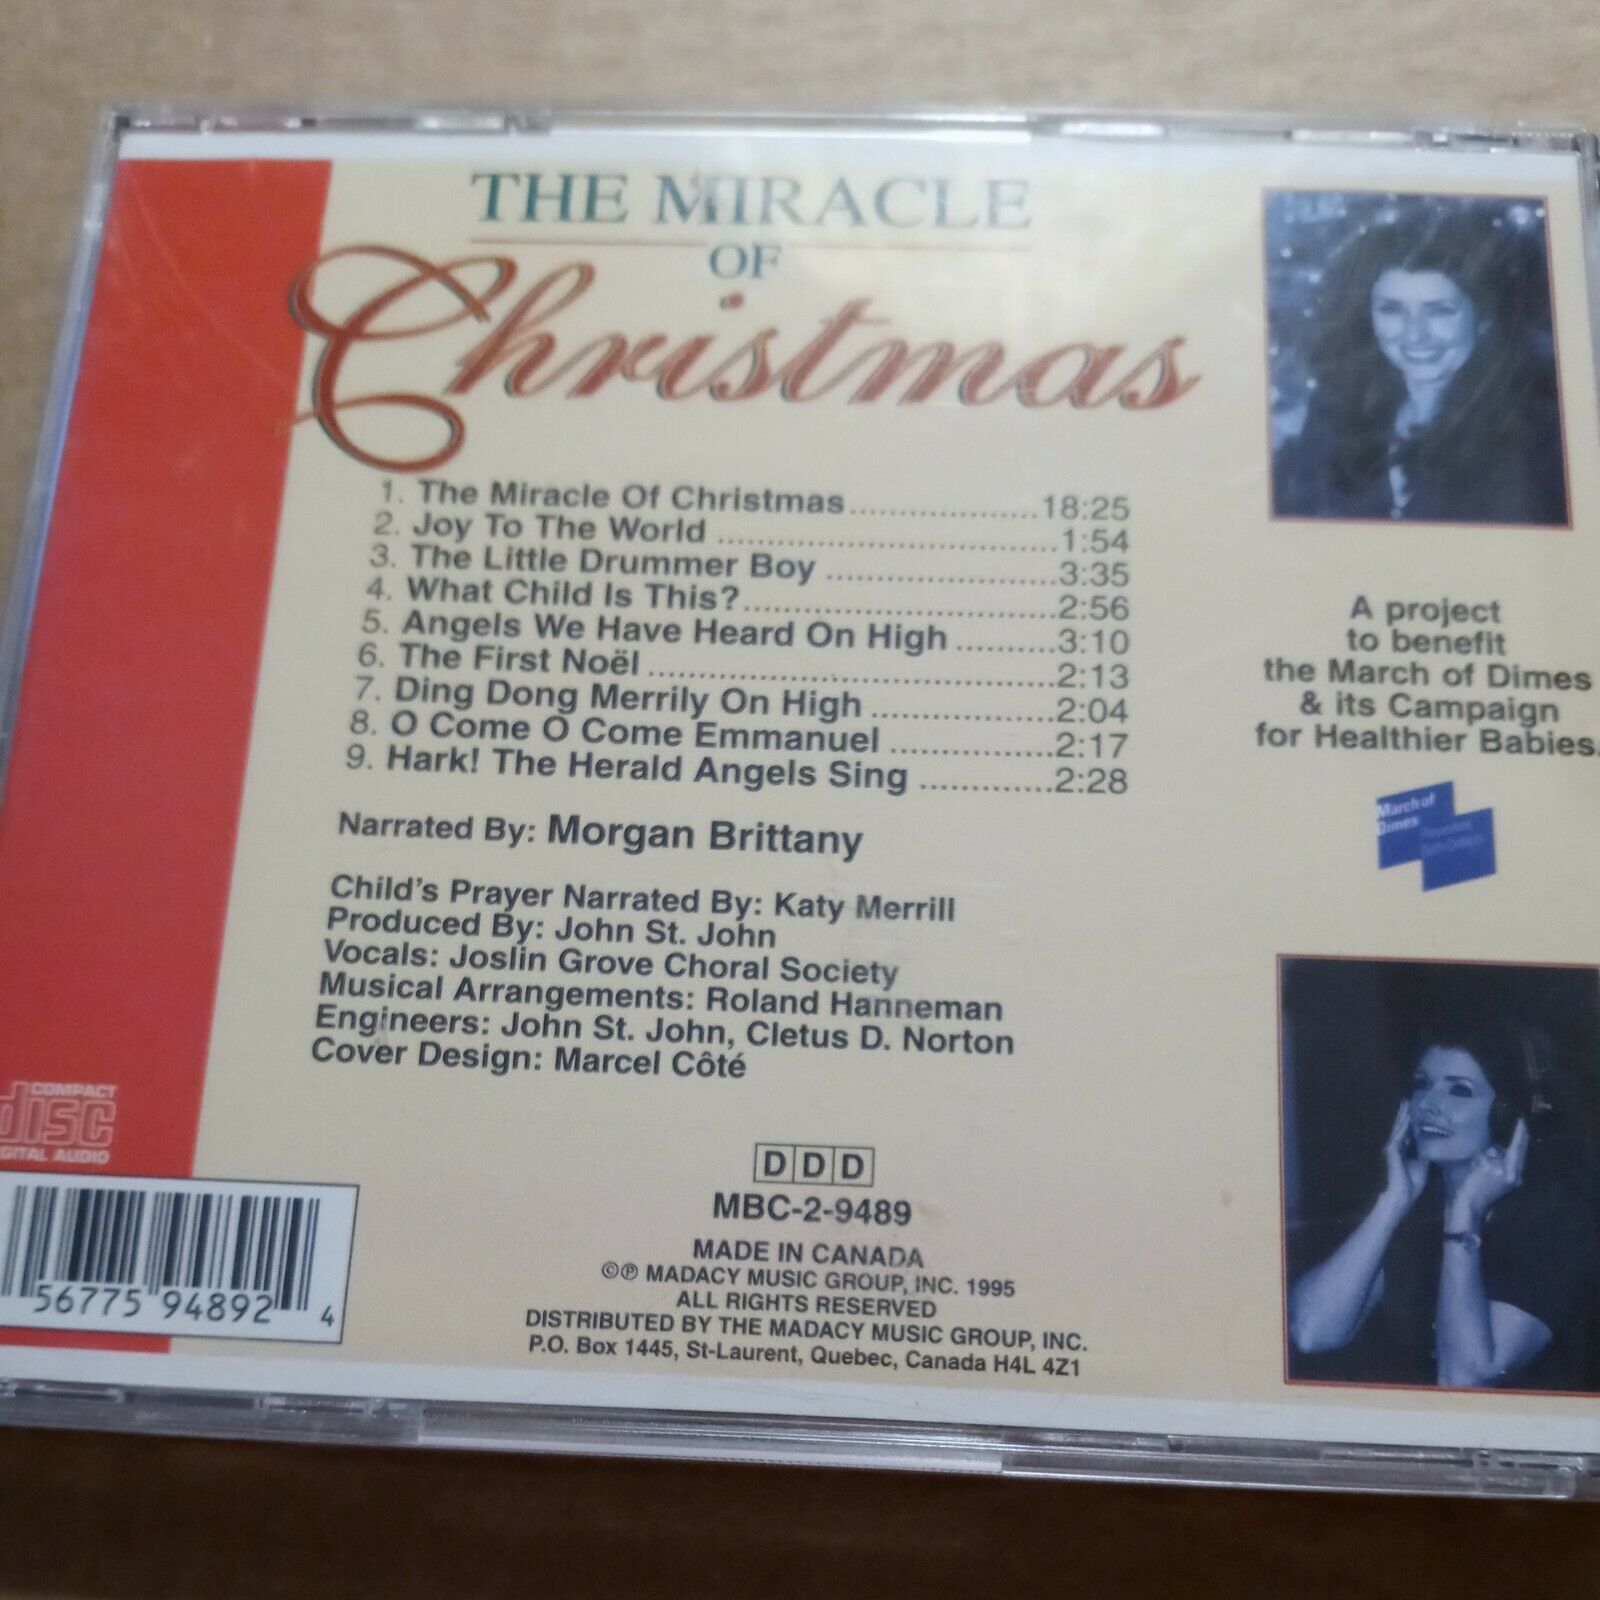 THE MIRACLE
OF
Christmas
1. The Miracle Of Christmas...................18:25
2. Joy To The World ..................................1:54
3. The Little Drummer Boy .......................3:35
4. What Child Is This?...............................2:56
5. Angels We Have Heard On High ..........3:10
6. The First Noël .........................................2:13
7. Ding Dong Merrily On High ..................2:04
8. O Come O Come Emmanuel ................2:17
9. Hark! The Herald Angels Sing .............2:28
Narrated By: Morgan Brittany
Child's Prayer Narrated By: Katy Merrill
Produced By: John St. John
Vocals: Joslin Grove Choral Society
Musical Arrangements: Roland Hanneman
Engineers: John St. John, Cletus D. Norton
Cover Design: Marcel Côté
A project
to benefit
the March of Dimes
& its Campaign
for Healthier Babies.
March of
Dimes
COMPACT
disc
DIGITAL AUDIO
56775 94892 4
DDD
MBC-2-9489
MADE IN CANADA
©℗ MADACY MUSIC GROUP, INC. 1995
ALL RIGHTS RESERVED
DISTRIBUTED BY THE MADACY MUSIC GROUP, INC.
P.O. Box 1445, St-Laurent, Quebec, Canada H4L 4Z1